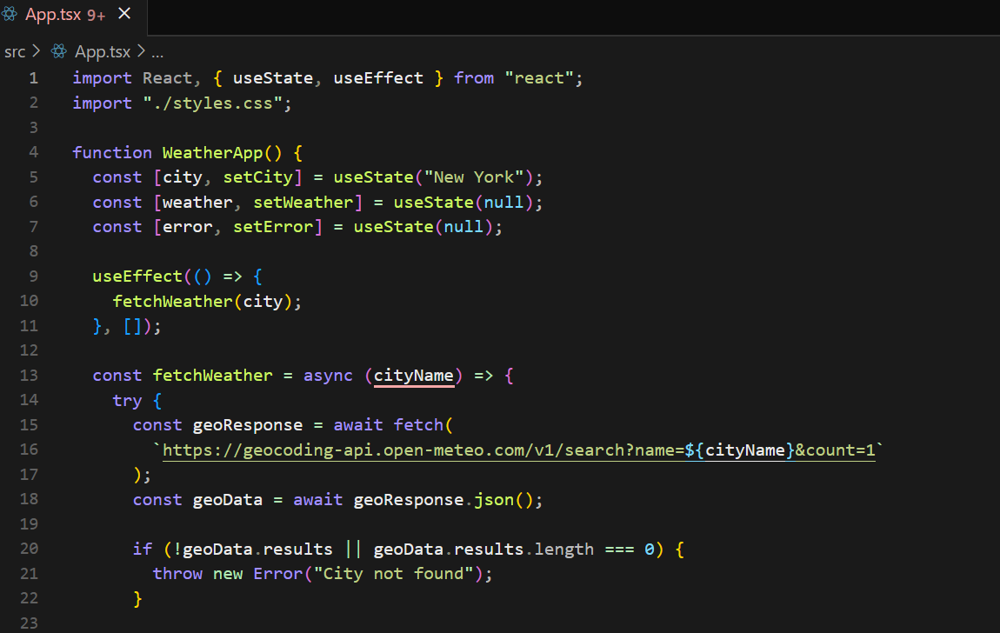 App.tsx 9+
src > App.tsx > ...
1 import React, { useState, useEffect } from "react";
2 import "./styles.css";
3
4 function WeatherApp() {
5   const [city, setCity] = useState("New York");
6   const [weather, setWeather] = useState(null);
7   const [error, setError] = useState(null);
8
9   useEffect(() => {
10     fetchWeather(city);
11   }, []);
12
13   const fetchWeather = async (cityName) => {
14     try {
15       const geoResponse = await fetch(
16         `https://geocoding-api.open-meteo.com/v1/search?name=${cityName}&count=1`
17       );
18       const geoData = await geoResponse.json();
19
20       if (!geoData.results || geoData.results.length === 0) {
21         throw new Error("City not found");
22       }
23